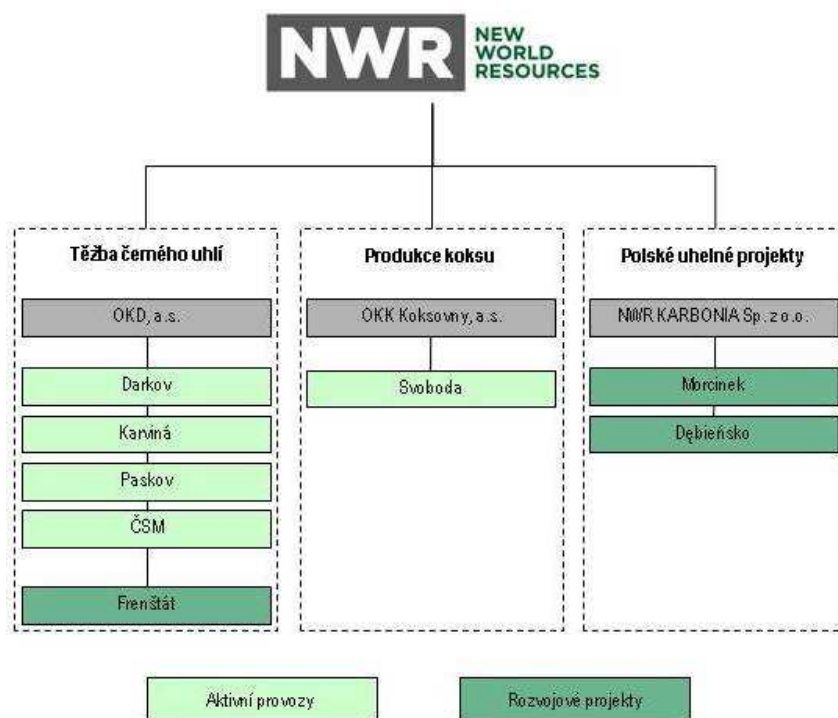 NWR
NEW
WORLD
RESOURCES
Těžba černého uhlí
OKD, a.s.
Darkov
Karviná
Paskov
ČSM
Frenštát
Produkce koksu
OKK Koksovny, a.s.
Svoboda
Polské uhelné projekty
NWR KARBONIA Sp. z o.o.
Morcinek
Dębieńsko
Aktivní provozy
Rozvojové projekty